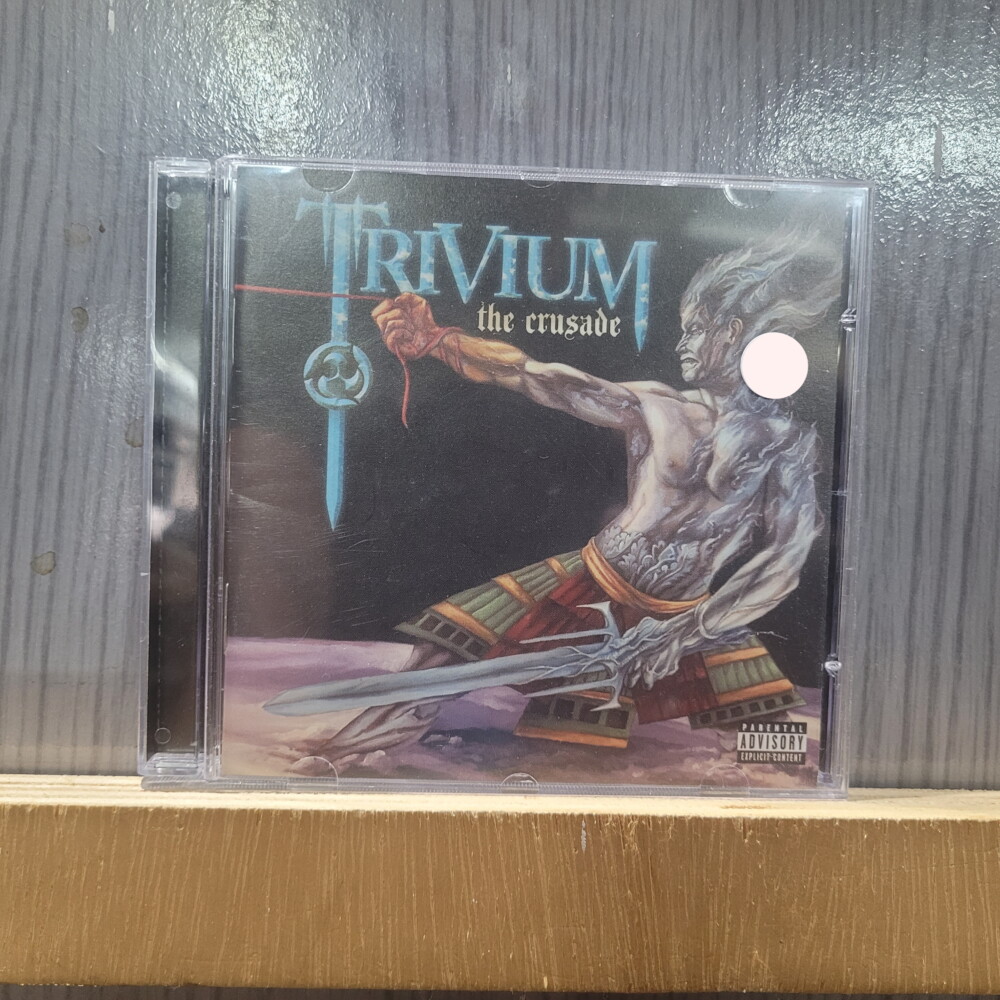 TRIVIUM
the crusade
PARENTAL
ADVISORY
EXPLICIT CONTENT